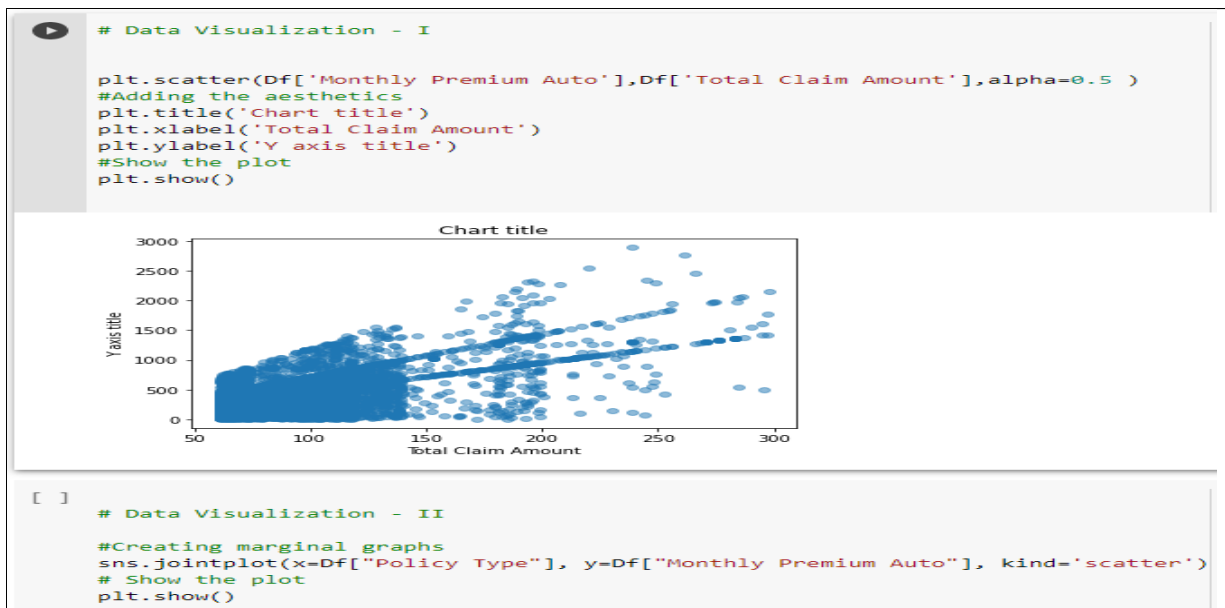 # Data Visualization - I
plt.scatter(Df['Monthly Premium Auto'],Df['Total Claim Amount'],alpha=0.5 )
#Adding the aesthetics
plt.title('Chart title')
plt.xlabel('Total Claim Amount')
plt.ylabel('Y axis title')
#Show the plot
plt.show()
Chart title
3000
2500
2000
1500
1000
500
0
Y axis title
50 100 150 200 250 300
Total Claim Amount
[ ]
# Data Visualization - II
#Creating marginal graphs
sns.jointplot(x=Df["Policy Type"], y=Df["Monthly Premium Auto"], kind='scatter')
# Show the plot
plt.show()